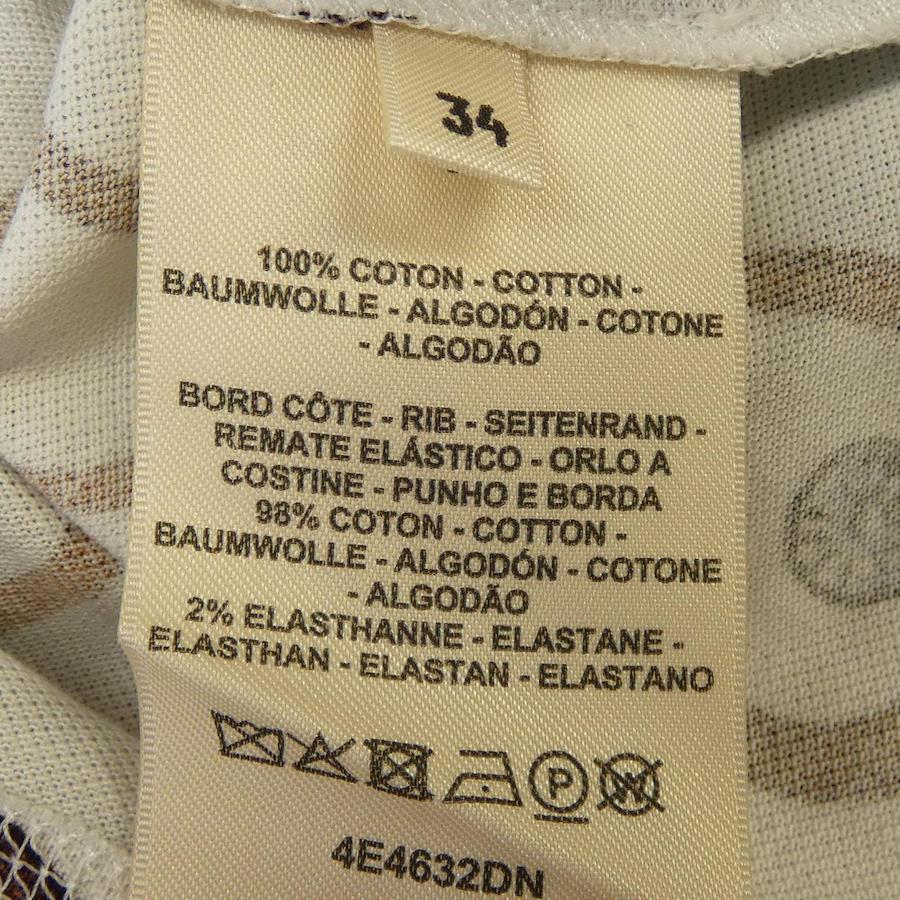 34
100% COTON - COTTON -
BAUMWOLLE - ALGODÓN - COTONE
- ALGODÃO
BORD CÔTE - RIB - SEITENRAND -
REMATE ELÁSTICO - ORLO A
COSTINE - PUNHO E BORDA
98% COTON - COTTON -
BAUMWOLLE - ALGODÓN - COTONE
- ALGODÃO
2% ELASTHANNE - ELASTANE -
ELASTHAN - ELASTAN - ELASTANO
P W
4E4632DN